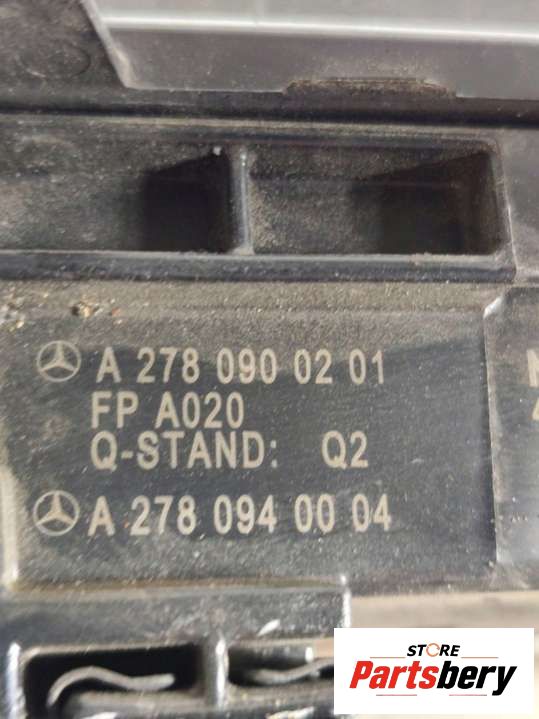 A 278 090 02 01
FP A020
Q-STAND: Q2
A 278 094 00 04
STORE
Partsbery